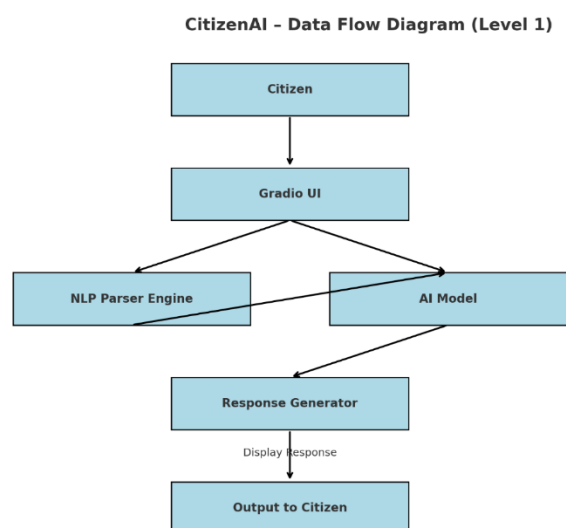 CitizenAI – Data Flow Diagram (Level 1)
Citizen
Gradio UI
NLP Parser Engine
AI Model
Response Generator
Display Response
Output to Citizen